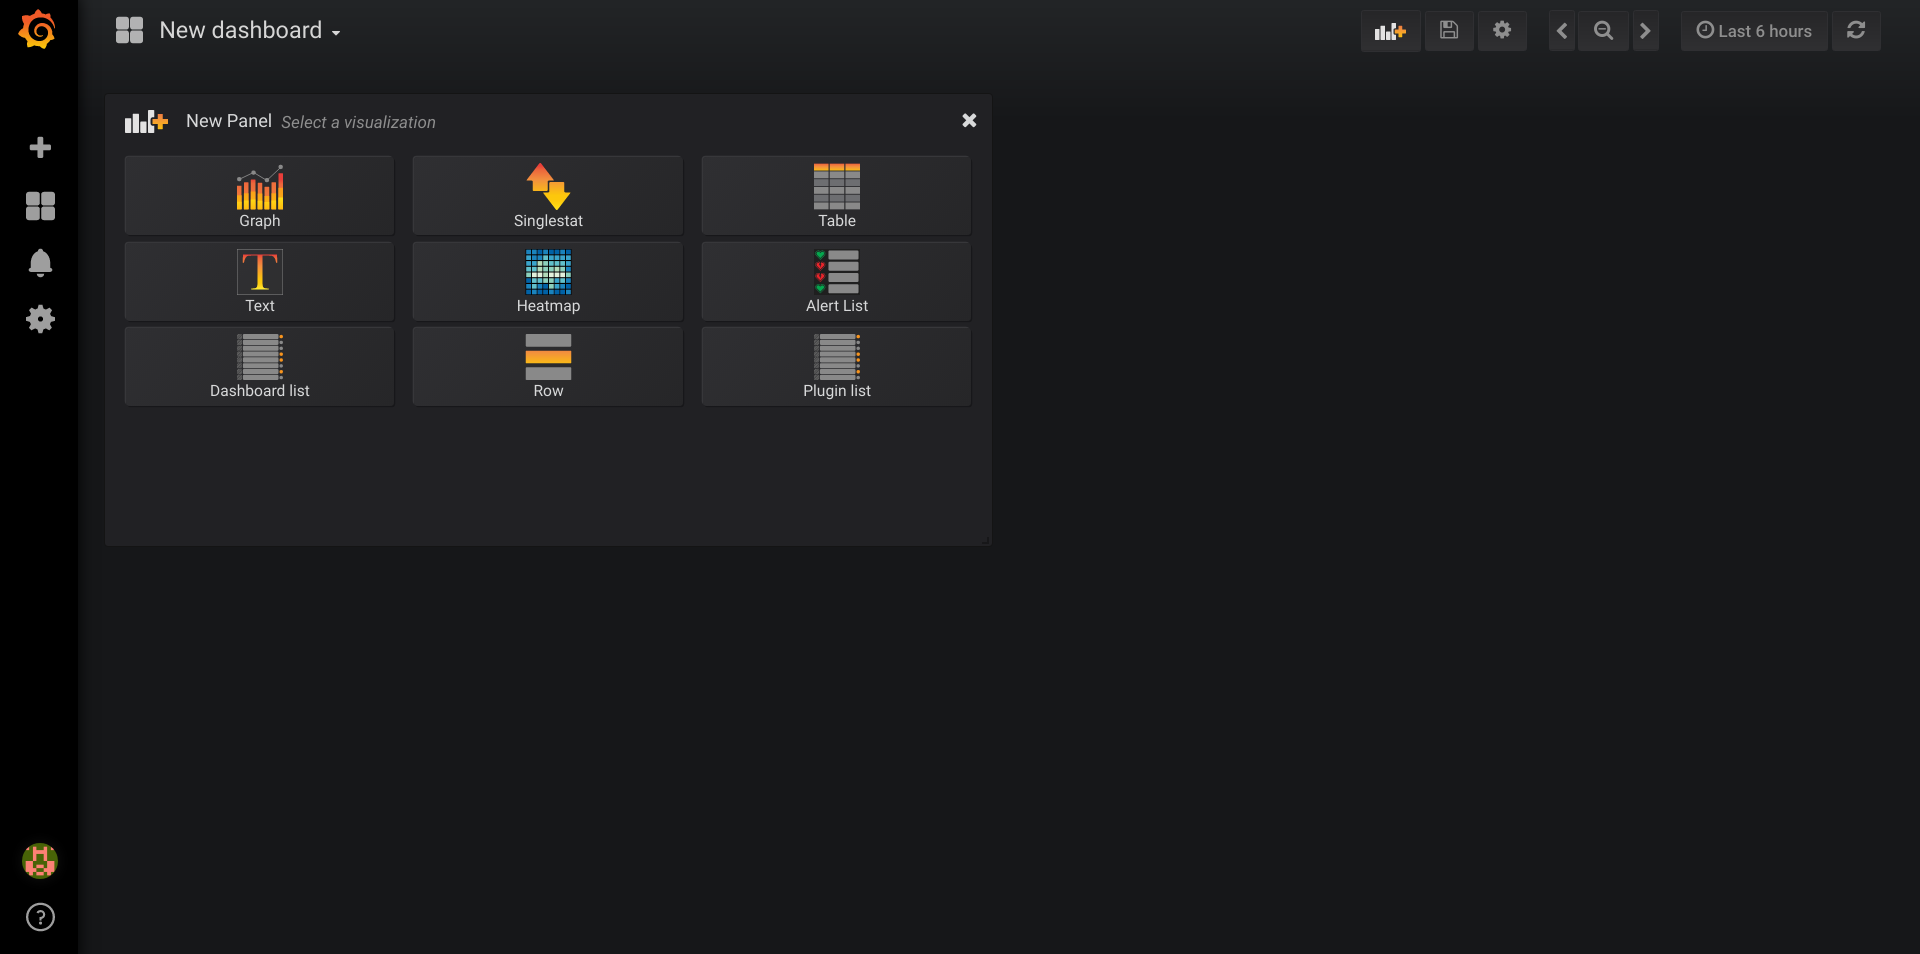 New dashboard
Last 6 hours
New Panel Select a visualization
Graph
Singlestat
Table
T
Text
Heatmap
Alert List
Dashboard list
Row
Plugin list
?